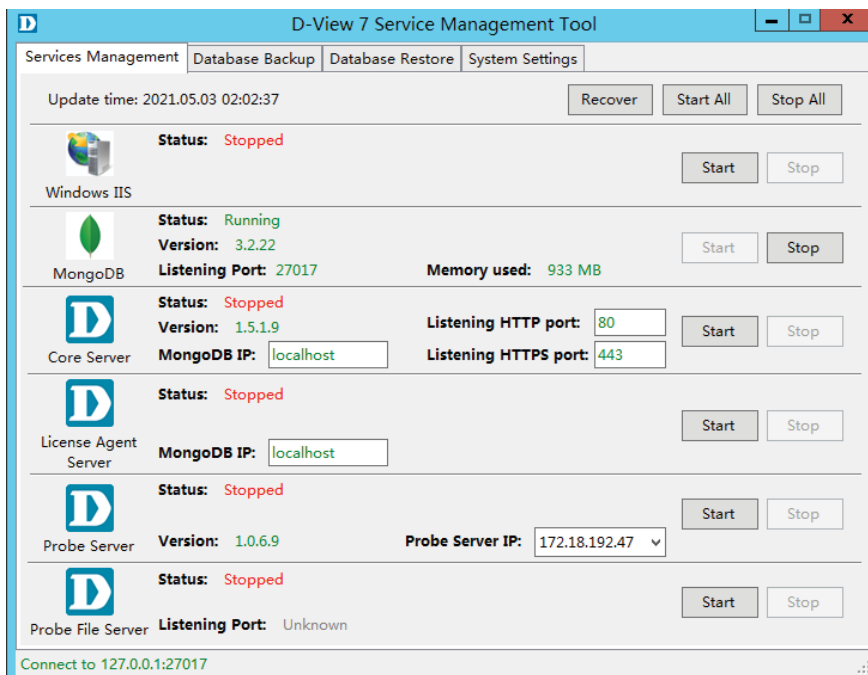 D-View 7 Service Management Tool
Services Management Database Backup Database Restore System Settings
Update time: 2021.05.03 02:02:37 Recover Start All Stop All
Status: Stopped
Start Stop
Windows IIS
Status: Running
Version: 3.2.22
Start Stop
MongoDB Listening Port: 27017 Memory used: 933 MB
Status: Stopped
Listening HTTP port: 80
Version: 1.5.1.9
Start Stop
Core Server MongoDB IP: localhost Listening HTTPS port: 443
Status: Stopped
Start Stop
License Agent
Server
MongoDB IP: localhost
Status: Stopped
Start Stop
Probe Server Version: 1.0.6.9 Probe Server IP: 172.18.192.47
Status: Stopped
Start Stop
Probe File Server Listening Port: Unknown
Connect to 127.0.0.1:27017